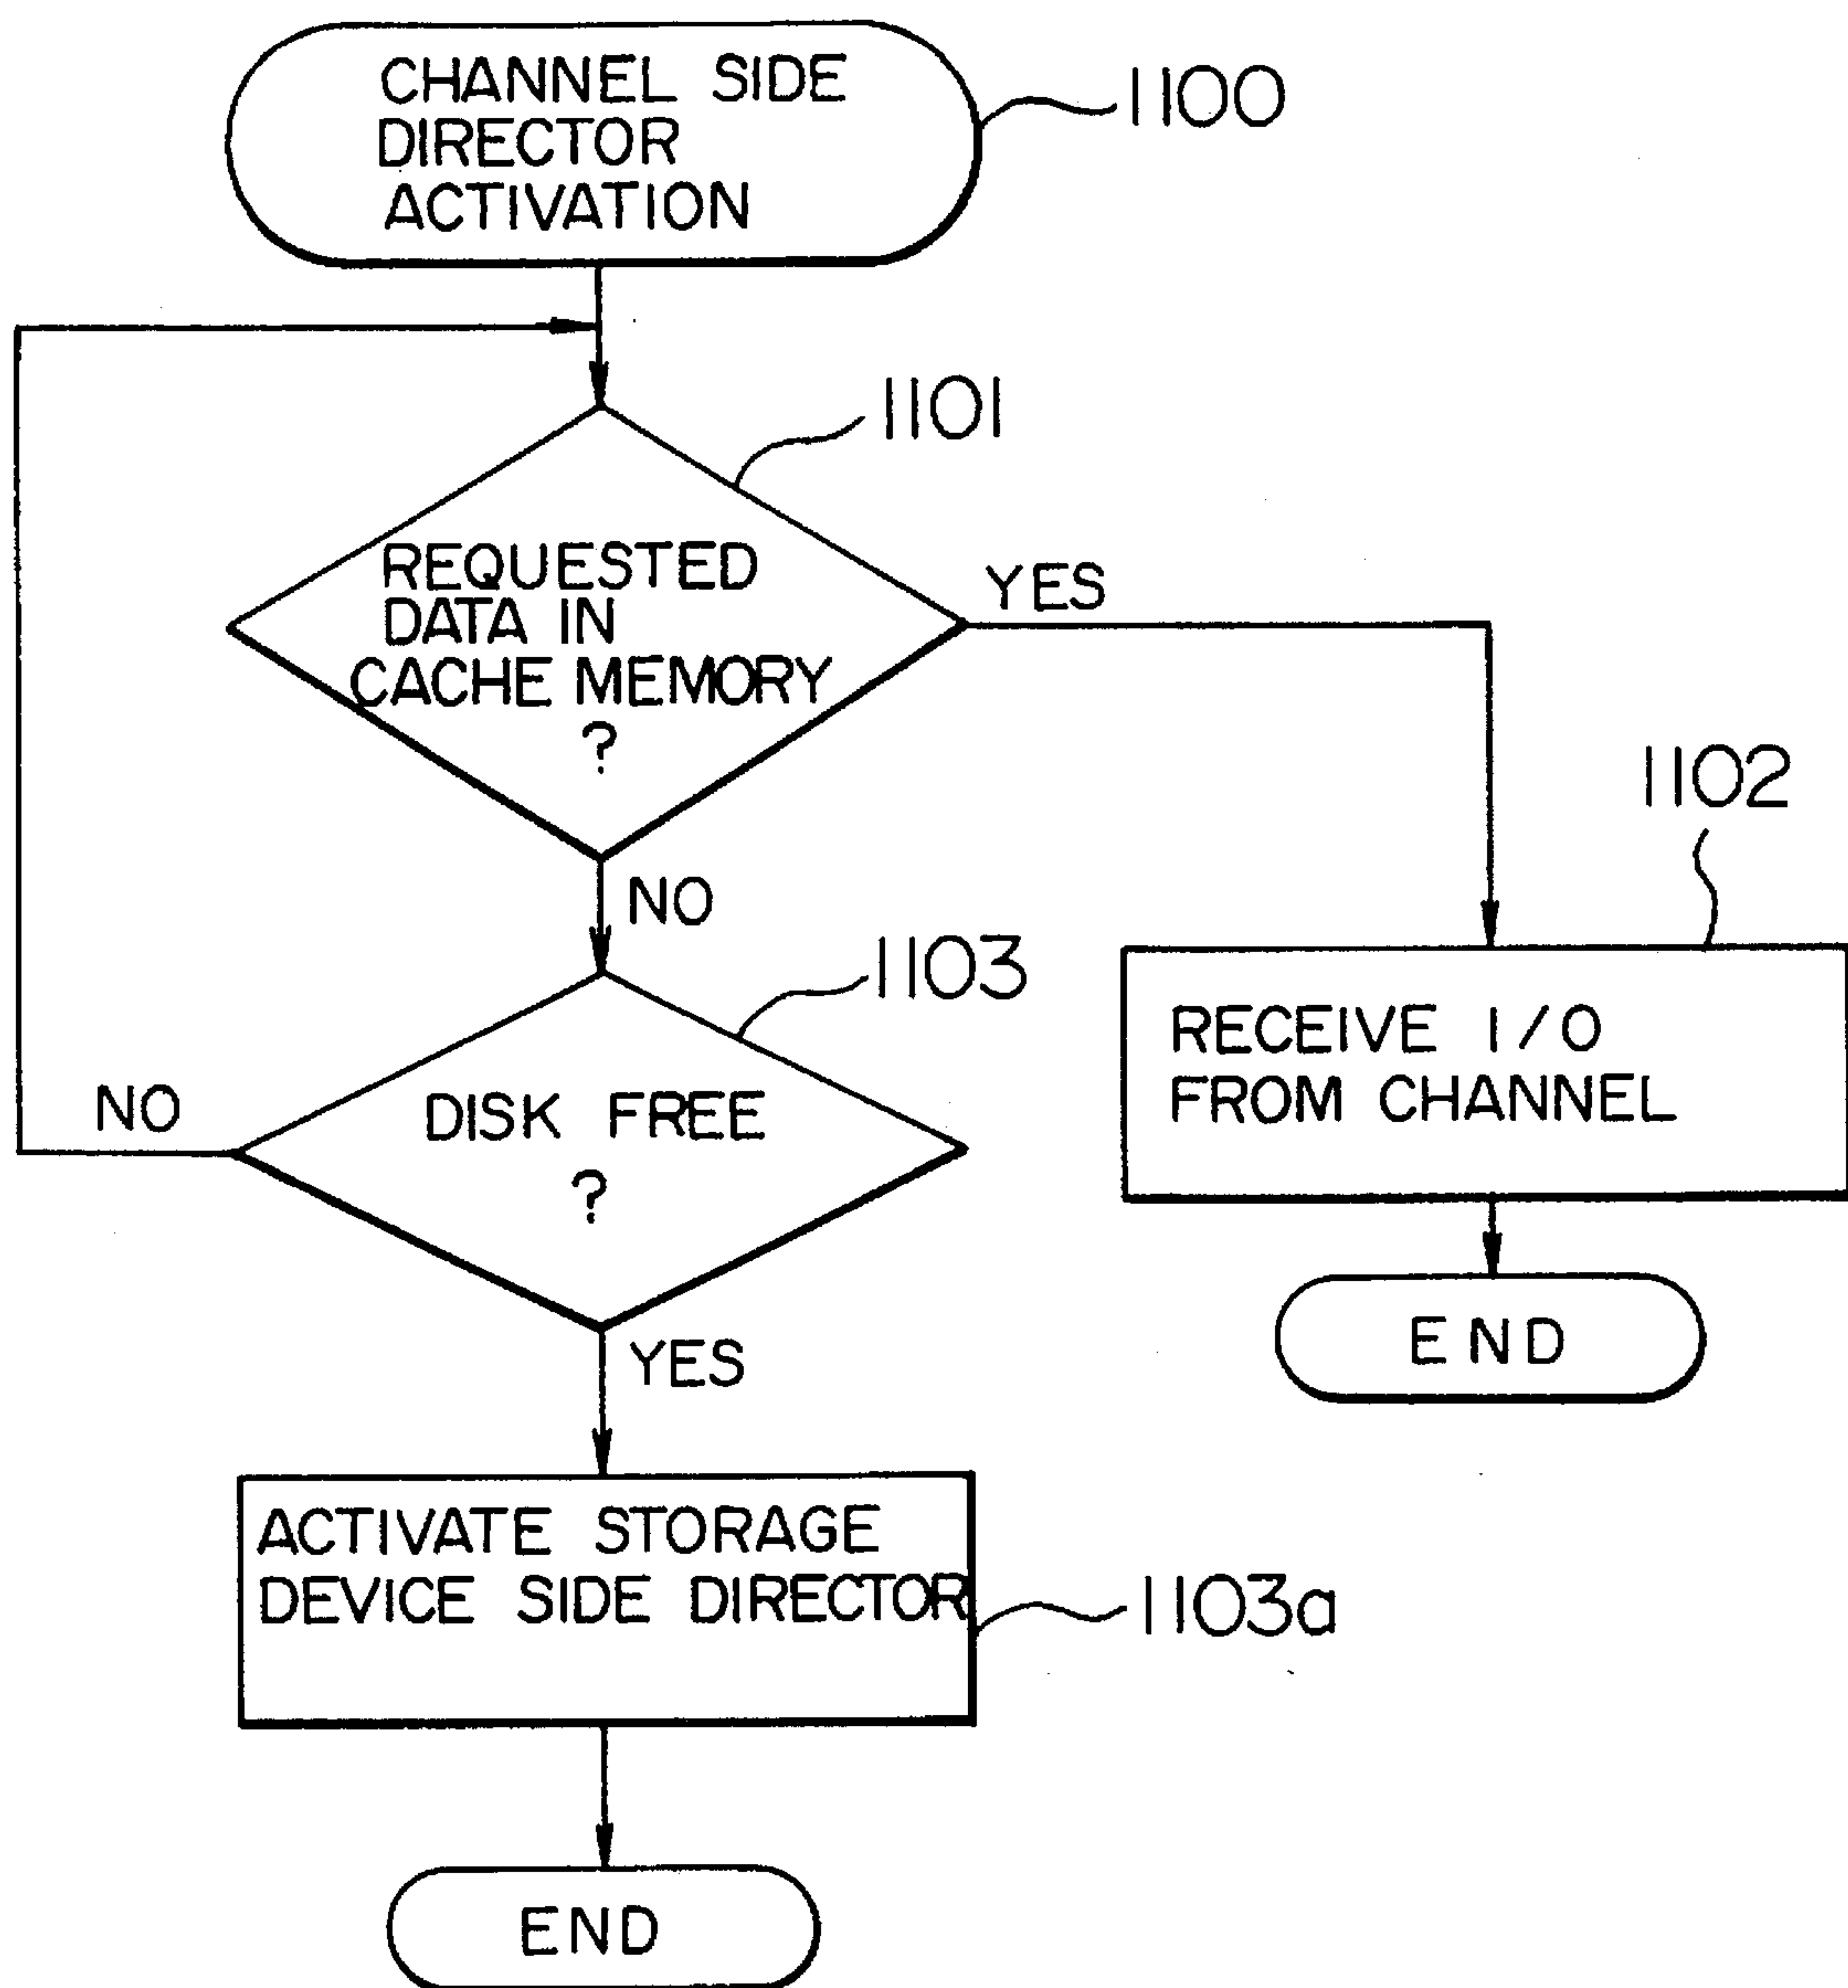 CHANNEL SIDE
DIRECTOR
ACTIVATION
1100
1101
REQUESTED
DATA IN
CACHE MEMORY
?
YES
1102
NO
1103
RECEIVE I/O
FROM CHANNEL
NO
DISK FREE
?
END
YES
ACTIVATE STORAGE
DEVICE SIDE DIRECTOR
1103a
END